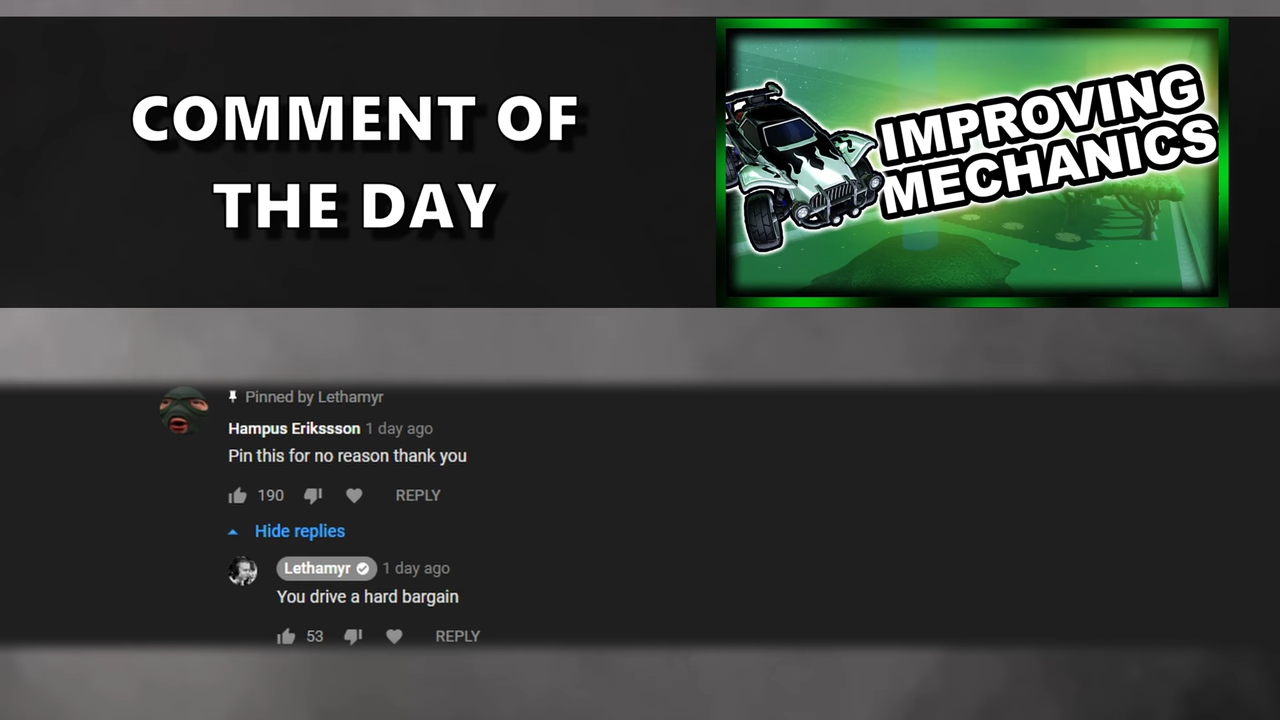 COMMENT OF
THE DAY
IMPROVING
MECHANICS
Pinned by Lethamyr
Hampus Erikssson 1 day ago
Pin this for no reason thank you
190 REPLY
Hide replies
Lethamyr 1 day ago
You drive a hard bargain
53 REPLY